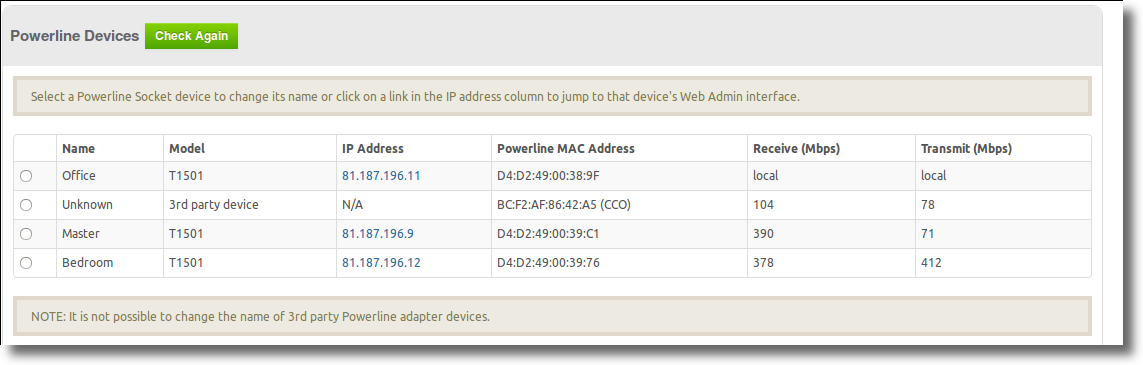 Powerline Devices Check Again
Select a Powerline Socket device to change its name or click on a link in the IP address column to jump to that device's Web Admin interface.
Name Model IP Address Powerline MAC Address Receive (Mbps) Transmit (Mbps)
Office T1501 81.187.196.11 D4:D2:49:00:38:9F local local
Unknown 3rd party device N/A BC:F2:AF:86:42:A5 (CCO) 104 78
Master T1501 81.187.196.9 D4:D2:49:00:39:C1 390 71
Bedroom T1501 81.187.196.12 D4:D2:49:00:39:76 378 412
NOTE: It is not possible to change the name of 3rd party Powerline adapter devices.